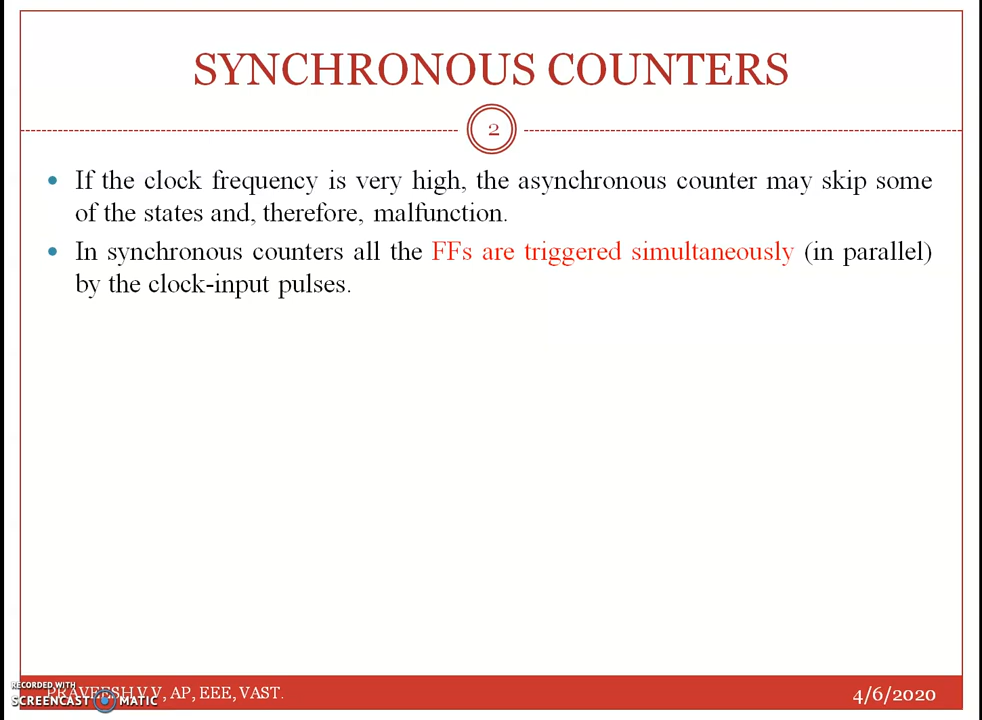 SYNCHRONOUS COUNTERS
2
• If the clock frequency is very high, the asynchronous counter may skip some
of the states and, therefore, malfunction.
• In synchronous counters all the FFs are triggered simultaneously (in parallel)
by the clock-input pulses.
RECORDED WITH
SCREENCAST MATIC
PRAVEESH.V.V, AP, EEE, VAST.
4/6/2020